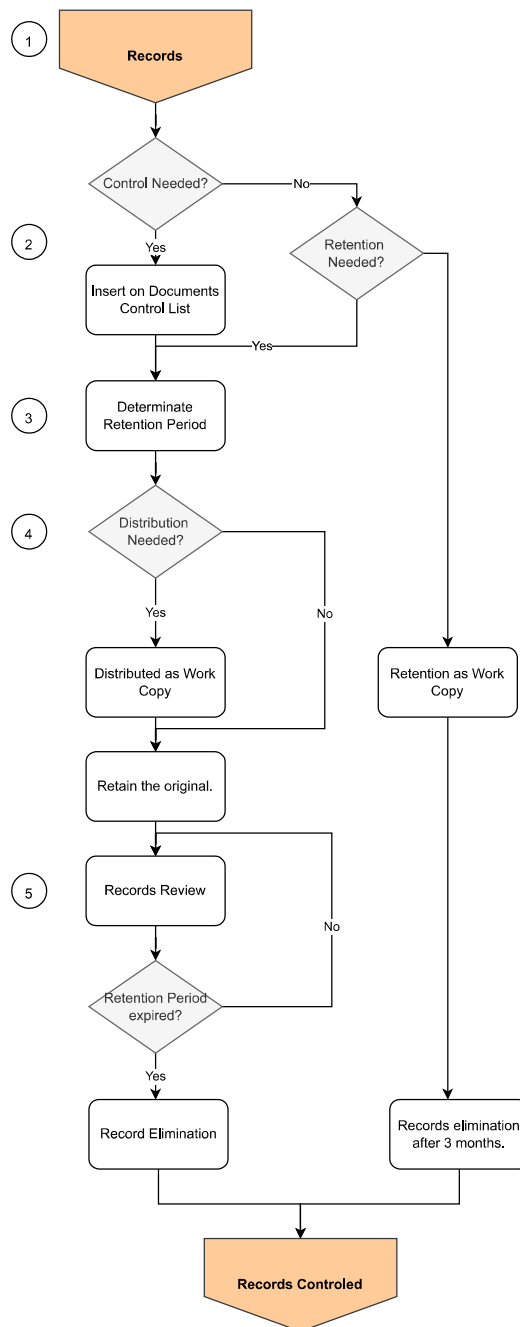 1
Records
Control Needed?
No
2
Yes
Retention
Needed?
Insert on Documents
Control List
Yes
3
Determinate
Retention Period
4
Distribution
Needed?
Yes
No
Distributed as Work
Copy
Retention as Work
Copy
Retain the original.
5
Records Review
No
Retention Period
expired?
Yes
Record Elimination
Records elimination
after 3 months.
Records Controled